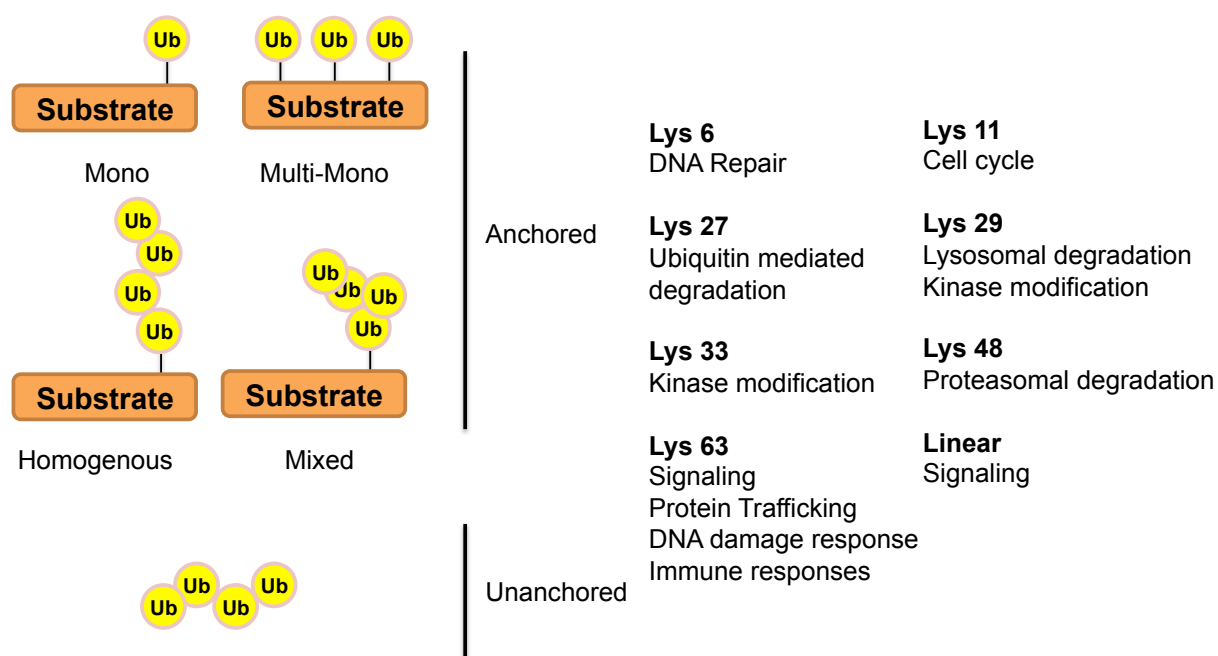 Ub
Ub Ub Ub
Substrate
Substrate
Mono
Multi-Mono
Ub
Ub
Ub
Ub
Substrate
Ub
Ub
Ub
Ub
Substrate
Homogenous
Mixed
Anchored
Ub
Ub
Ub
Ub
Unanchored
Lys 6
DNA Repair
Lys 11
Cell cycle
Lys 27
Ubiquitin mediated
degradation
Lys 29
Lysosomal degradation
Kinase modification
Lys 33
Kinase modification
Lys 48
Proteasomal degradation
Lys 63
Signaling
Protein Trafficking
DNA damage response
Immune responses
Linear
Signaling